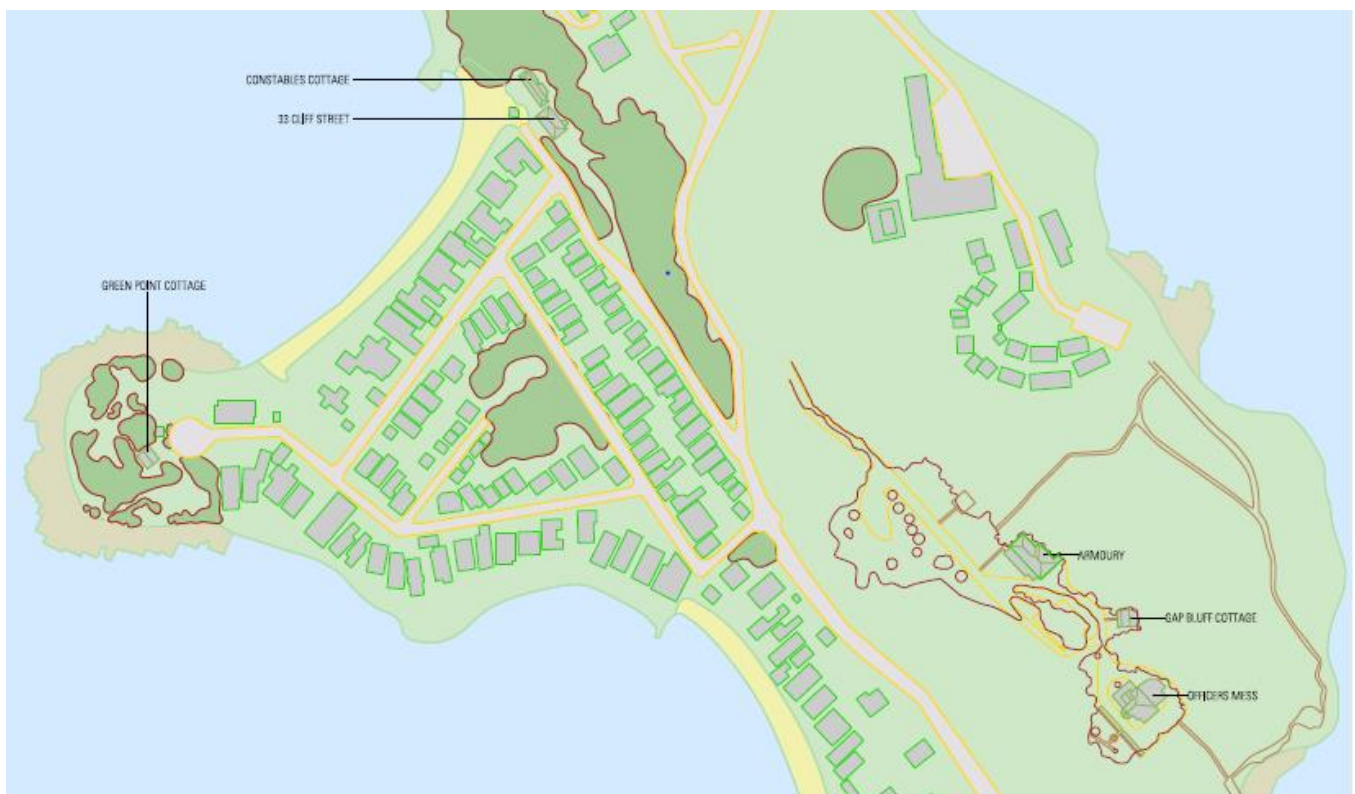 CONSTABLES COTTAGE
33 CLIFF STREET
GREEN POINT COTTAGE
ARMOURY
GAP BLUFF COTTAGE
OFFICERS MESS